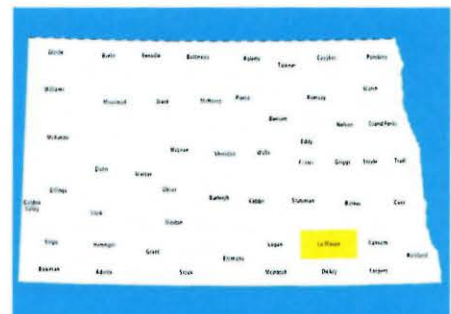 Divide Burke Renville Bottineau Rolette Towner Cavalier Pembina
Williams Mountrail Ward McHenry Pierce Ramsey Walsh
Benson Nelson Grand Forks
McKenzie McLean Sheridan Wells Eddy
Dunn Mercer Foster Griggs Steele Traill
Billings Oliver Burleigh Kidder Stutsman Barnes Cass
Golden
Valley
Stark Morton
Slope Hettinger Grant Logan La Moure Ransom
Emmons Richland
Bowman Adams Sioux McIntosh Dickey Sargent